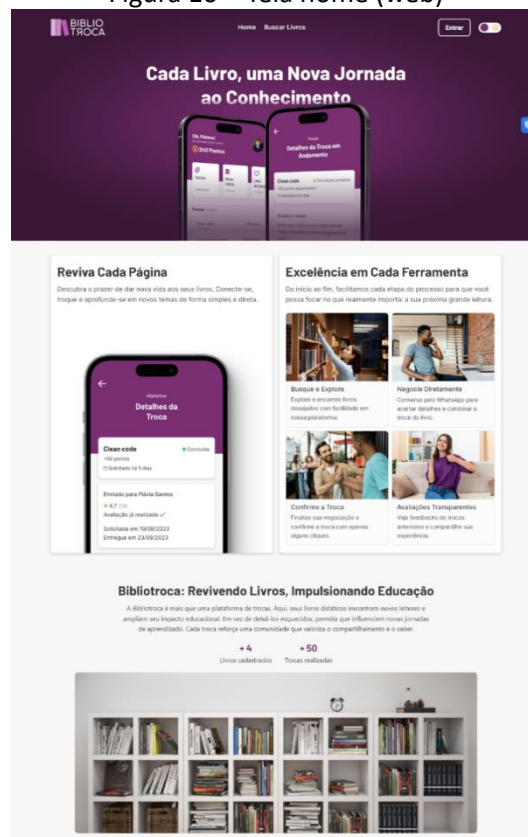 BIBLIO
TROCA
Home Buscar Livros
Entrar
Cada Livro, uma Nova Jornada
ao Conhecimento
Olá, Mateus!
240 Pontos
Detalhes da Troca em
Andamento
Clean code
Reviva Cada Página
Descubra o prazer de dar nova vida aos seus livros. Conecte-se,
troque e aprofunde-se em novos temas de forma simples e direta.
Histórico
Detalhes da
Troca
Clean code Concluída
+60 pontos
Solicitada há 5 dias
Enviado para Flávia Santos
4,7
Avaliação já realizada ✓
Solicitada em 19/08/2023
Entregue em 23/09/2023
Excelência em Cada Ferramenta
Do início ao fim, facilitamos cada etapa do processo para que você
possa focar no que realmente importa: a sua próxima grande leitura.
Busque e Explore
Explore e encontre livros
desejados com facilidade em
nossa plataforma.
Negocie Diretamente
Converse pelo WhatsApp para
acertar detalhes e combinar a
troca do livro.
Confirme a Troca
Finalize sua negociação e
confirme a troca com apenas
alguns cliques.
Avaliações Transparentes
Veja feedbacks de trocas
anteriores e compartilhe sua
experiência.
Bibliotroca: Revivendo Livros, Impulsionando Educação
A Bibliotroca é mais que uma plataforma de trocas. Aqui, seus livros didáticos encontram novos leitores e
ampliam seu impacto educacional. Em vez de deixá-los esquecidos, permita que influenciem novas jornadas
de aprendizado. Cada troca reforça uma comunidade que valoriza o compartilhamento e o saber.
+ 4 + 50
Livros cadastrados Trocas realizadas